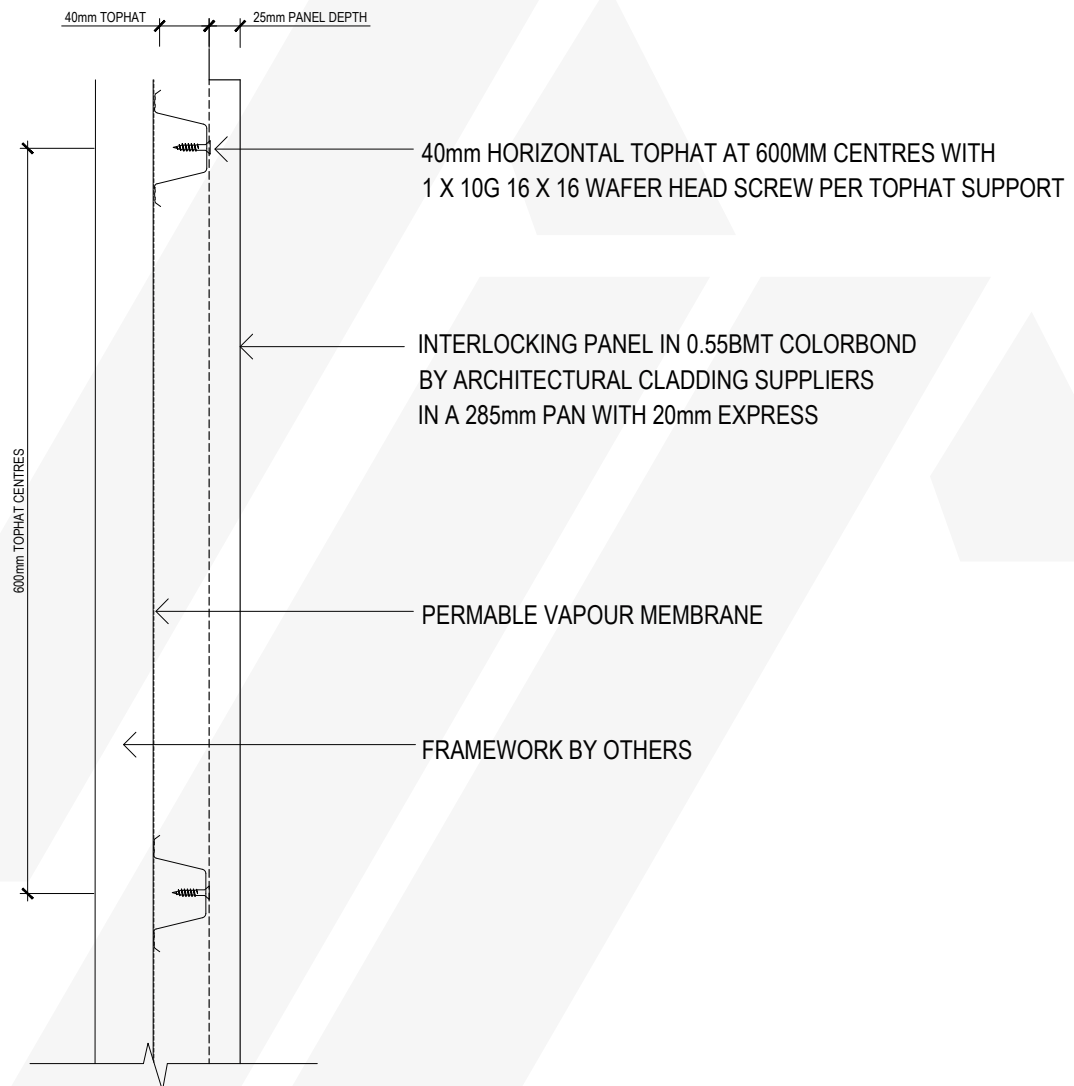 40mm TOPHAT
25mm PANEL DEPTH
40mm HORIZONTAL TOPHAT AT 600MM CENTRES WITH
1 X 10G 16 X 16 WAFER HEAD SCREW PER TOPHAT SUPPORT
INTERLOCKING PANEL IN 0.55BMT COLORBOND
BY ARCHITECTURAL CLADDING SUPPLIERS
IN A 285mm PAN WITH 20mm EXPRESS
600mm TOPHAT CENTRES
PERMABLE VAPOUR MEMBRANE
FRAMEWORK BY OTHERS